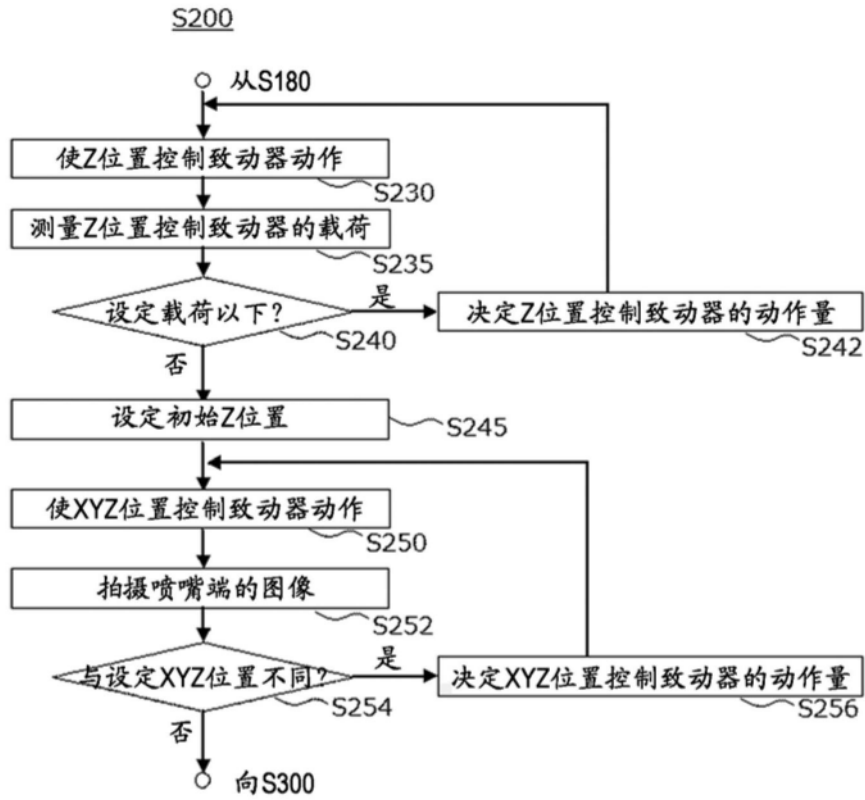 S200
从S180
使Z位置控制致动器动作
S230
测量Z位置控制致动器的载荷
S235
设定载荷以下?
是
S240
决定Z位置控制致动器的动作量
S242
否
设定初始Z位置
S245
使XYZ位置控制致动器动作
S250
拍摄喷嘴端的图像
S252
与设定XYZ位置不同?
是
S254
决定XYZ位置控制致动器的动作量
S256
否
向S300